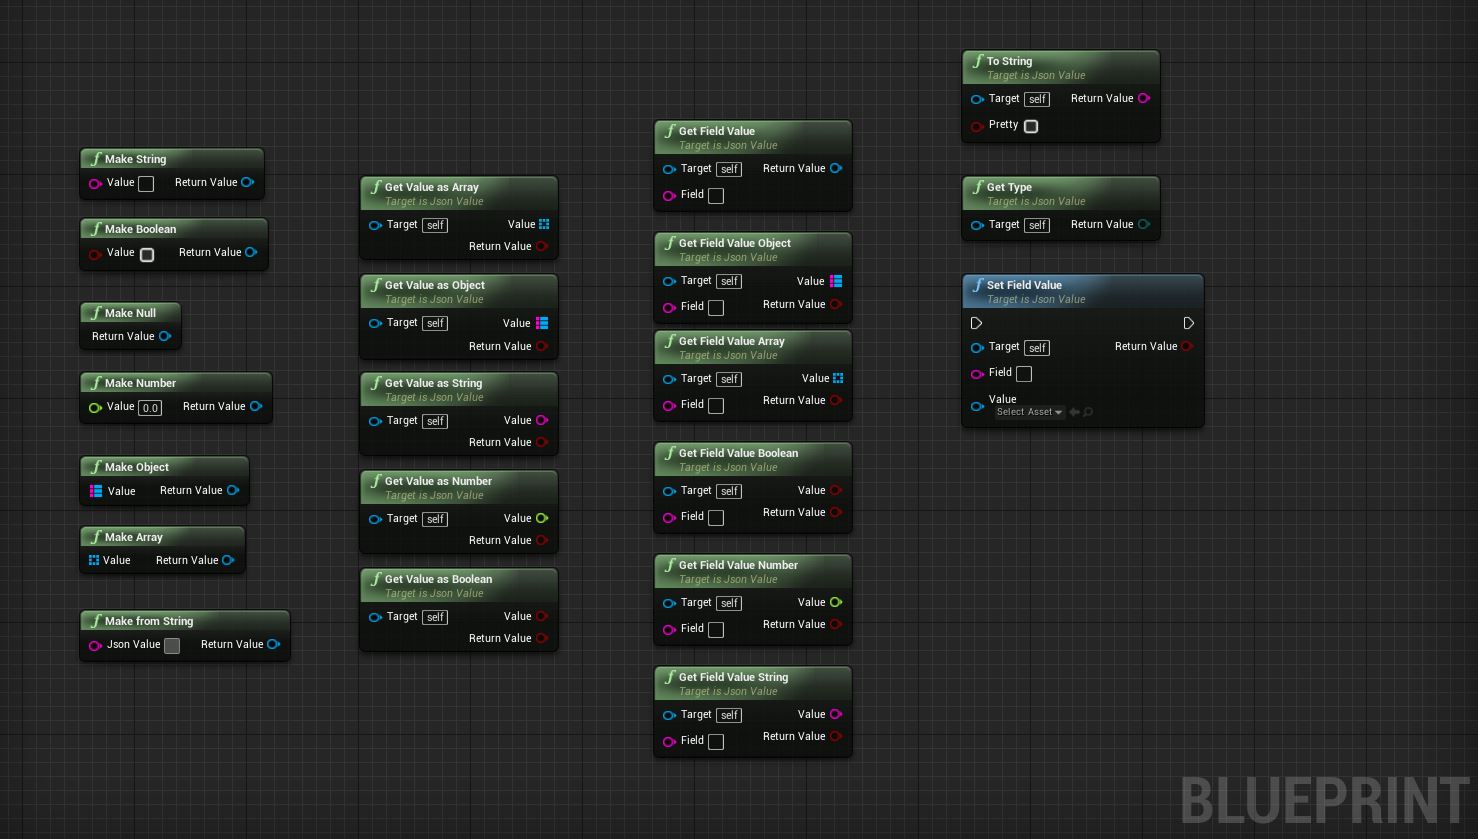 Make String
Value Return Value
Make Boolean
Value Return Value
Make Null
Return Value
Make Number
Value 0.0 Return Value
Make Object
Value Return Value
Make Array
Value Return Value
Make from String
Json Value Return Value
Get Value as Array
Target is Json Value
Target self Value
Return Value
Get Value as Object
Target is Json Value
Target self Value
Return Value
Get Value as String
Target is Json Value
Target self Value
Return Value
Get Value as Number
Target is Json Value
Target self Value
Return Value
Get Value as Boolean
Target is Json Value
Target self Value
Return Value
Get Field Value
Target is Json Value
Target self Return Value
Field
Get Field Value Object
Target is Json Value
Target self Value
Field Return Value
Get Field Value Array
Target is Json Value
Target self Value
Field Return Value
Get Field Value Boolean
Target is Json Value
Target self Value
Field Return Value
Get Field Value Number
Target is Json Value
Target self Value
Field Return Value
Get Field Value String
Target is Json Value
Target self Value
Field Return Value
To String
Target is Json Value
Target self Return Value
Pretty
Get Type
Target is Json Value
Target self Return Value
Set Field Value
Target is Json Value
Target self Return Value
Field
Value
Select Asset
BLUEPRINT